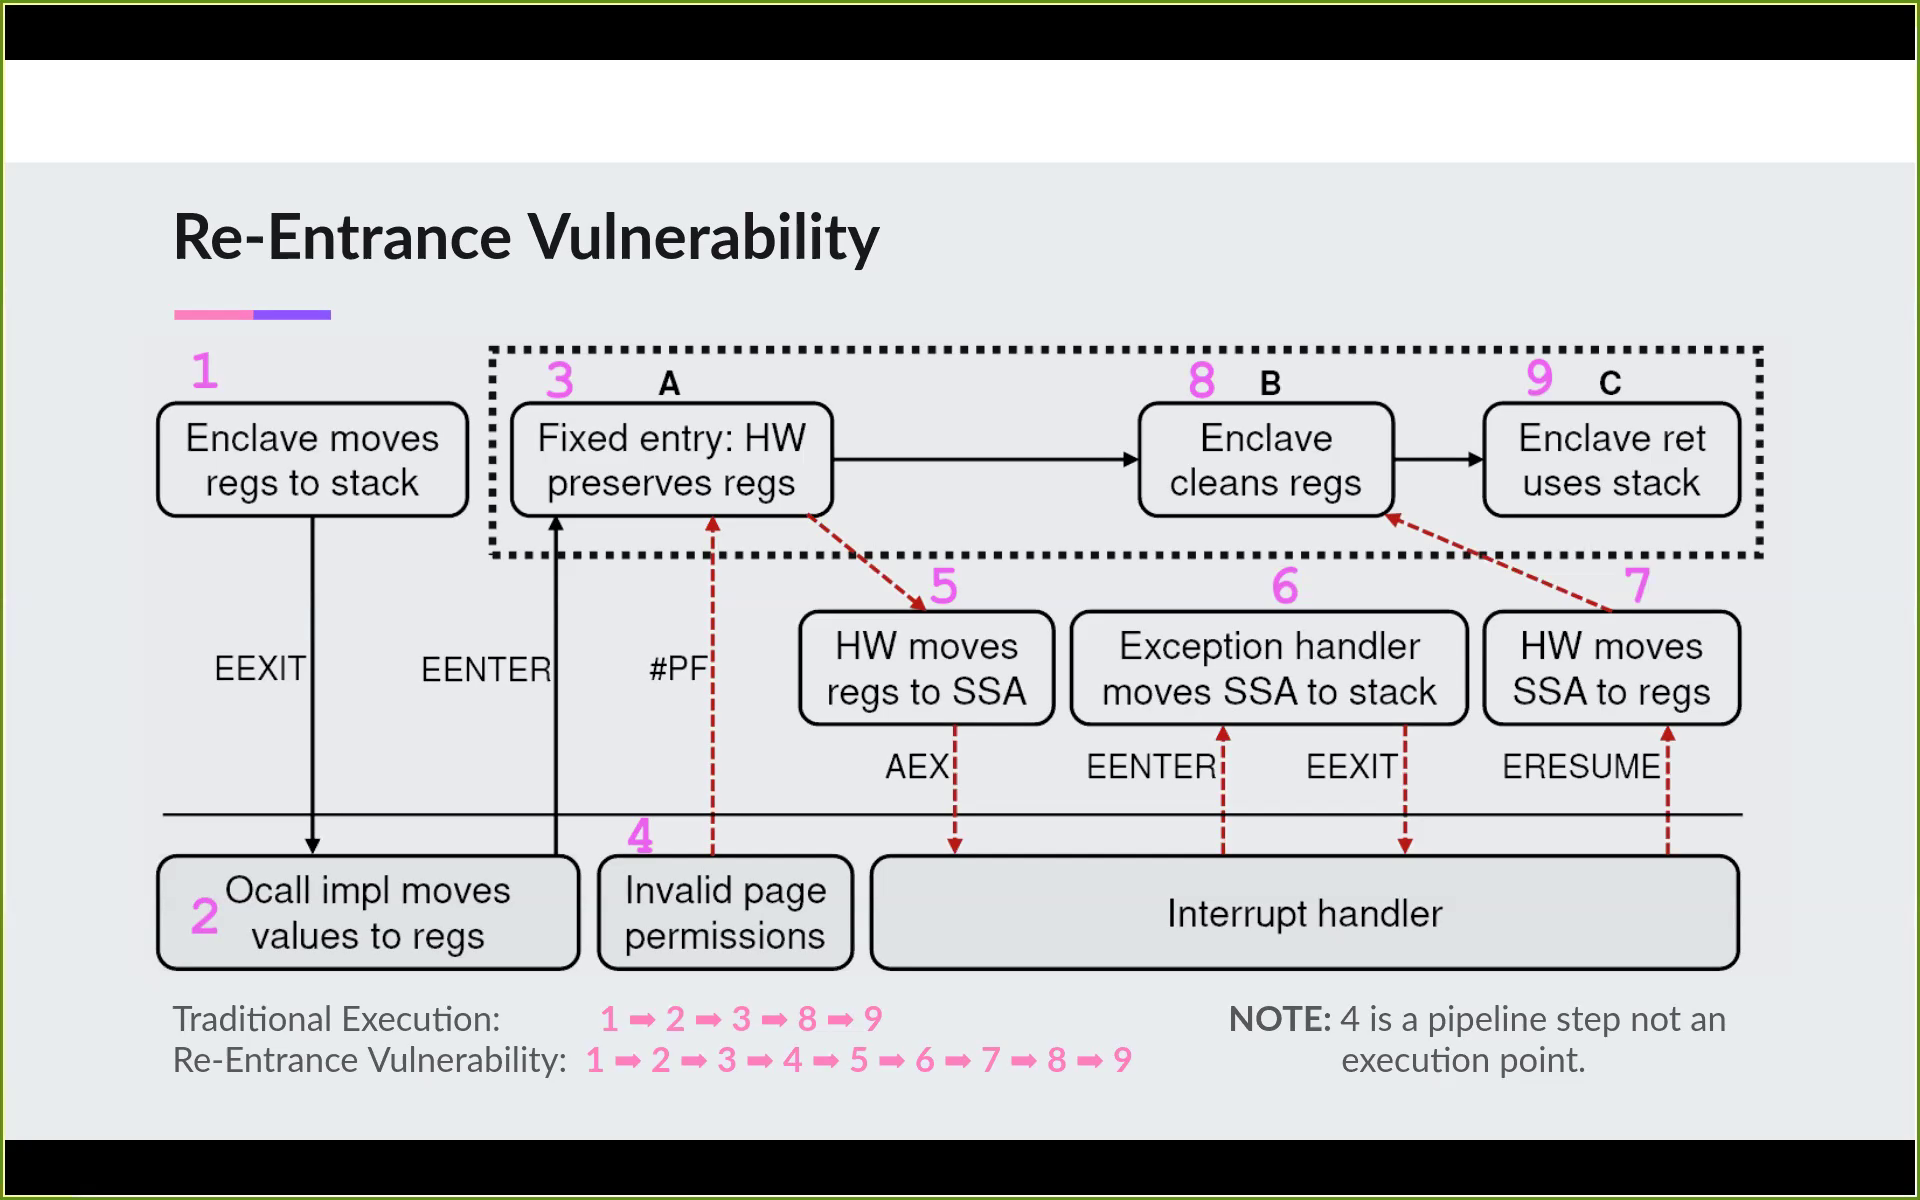 Re-Entrance Vulnerability
1
3
A
8
B
9
C
Enclave moves
regs to stack
Fixed entry: HW
preserves regs
Enclave
cleans regs
Enclave ret
uses stack
5
6
7
EEXIT
EENTER
#PF
HW moves
regs to SSA
Exception handler
moves SSA to stack
HW moves
SSA to regs
AEX
EENTER
EEXIT
ERESUME
4
2
Ocall impl moves
values to regs
Invalid page
permissions
Interrupt handler
Traditional Execution: 1 ➡ 2 ➡ 3 ➡ 8 ➡ 9
Re-Entrance Vulnerability: 1 ➡ 2 ➡ 3 ➡ 4 ➡ 5 ➡ 6 ➡ 7 ➡ 8 ➡ 9
NOTE: 4 is a pipeline step not an
execution point.